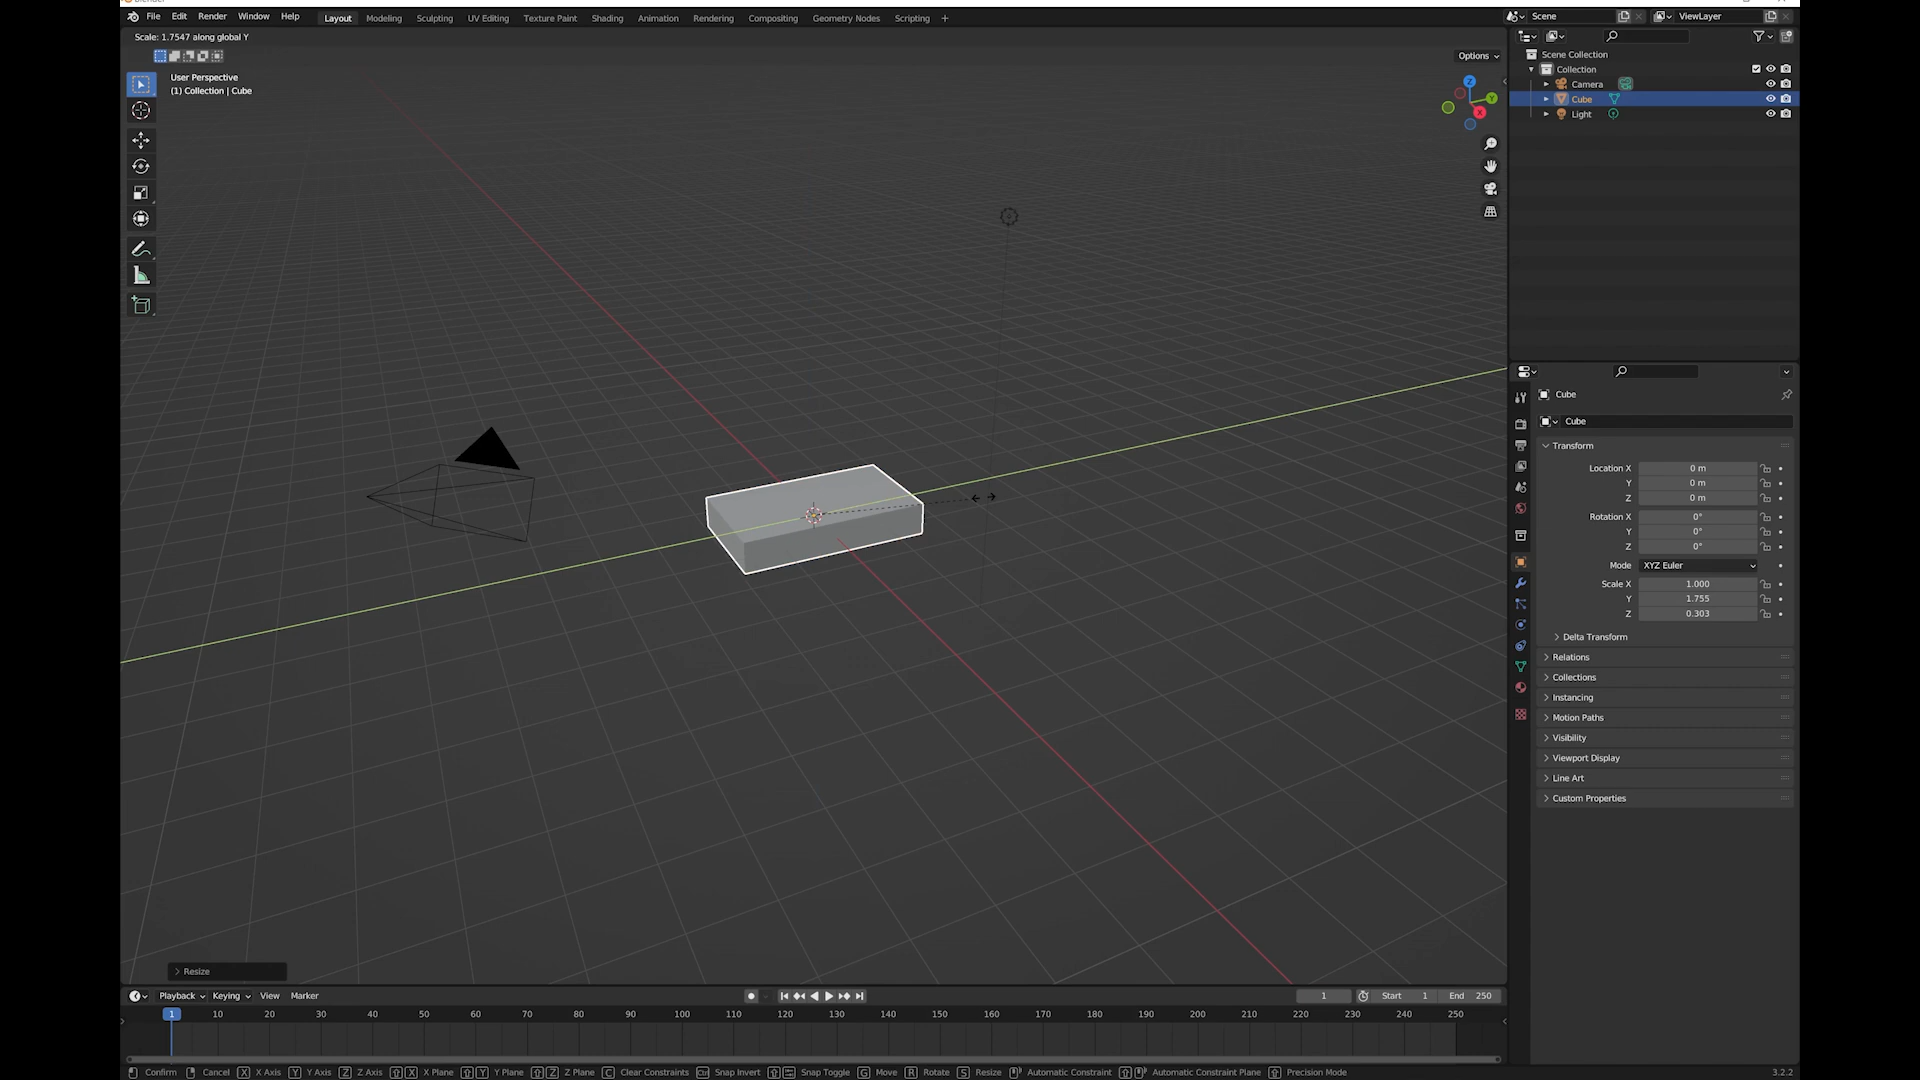 File Edit Render Window Help Layout Modeling Sculpting UV Editing Texture Paint Shading Animation Rendering Compositing Geometry Nodes Scripting + Scene ViewLayer
Scale: 1.7547 along global Y
Options
User Perspective
(1) Collection | Cube
Z
Y
X
Scene Collection
Collection
Camera
Cube
Light
Cube
Cube
Transform
Location X 0 m
Y 0 m
Z 0 m
Rotation X 0°
Y 0°
Z 0°
Mode XYZ Euler
Scale X 1.000
Y 1.755
Z 0.303
Delta Transform
Relations
Collections
Instancing
Motion Paths
Visibility
Viewport Display
Line Art
Custom Properties
Resize
Playback Keying View Marker 1 Start 1 End 250
1 10 20 30 40 50 60 70 80 90 100 110 120 130 140 150 160 170 180 190 200 210 220 230 240 250
Confirm Cancel X X Axis Y Y Axis Z Z Axis X X Plane Y Y Plane Z Z Plane C Clear Constraints Ctrl Snap Invert Snap Toggle G Move R Rotate S Resize Automatic Constraint Automatic Constraint Plane Precision Mode 3.2.2